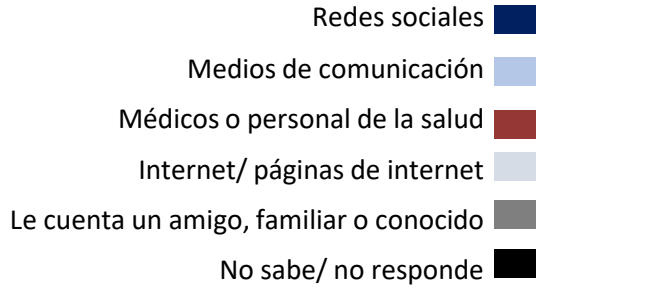 Redes sociales
Medios de comunicación
Médicos o personal de la salud
Internet/ páginas de internet
Le cuenta un amigo, familiar o conocido
No sabe/ no responde